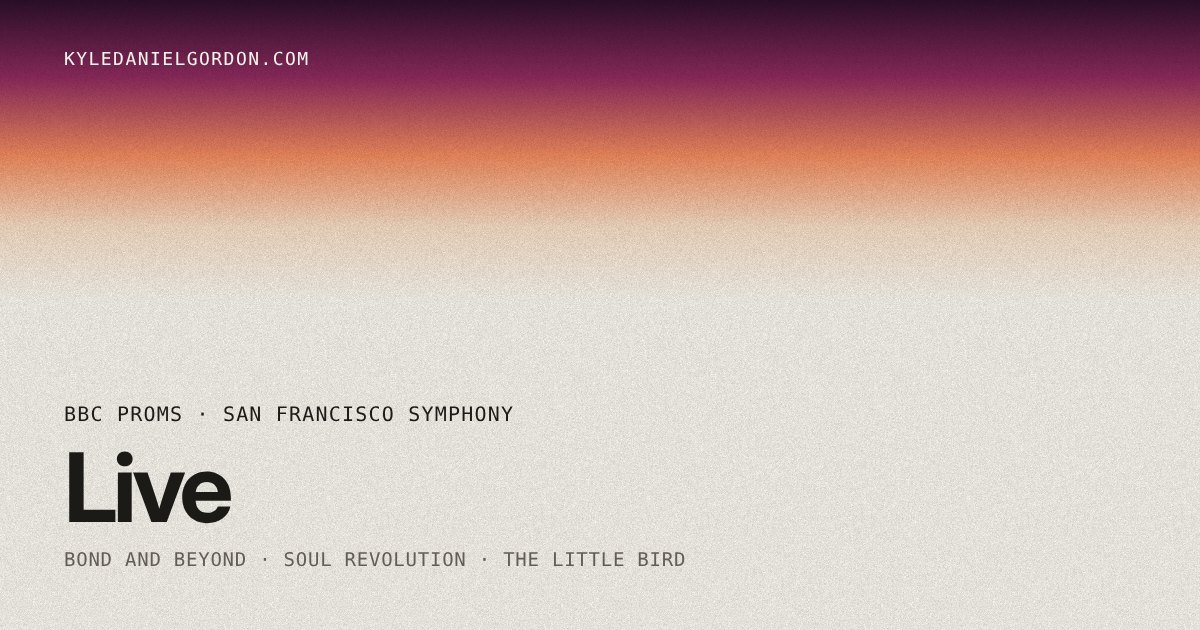 KYLEDANIELGORDON.COM
BBC PROMS · SAN FRANCISCO SYMPHONY
Live
BOND AND BEYOND · SOUL REVOLUTION · THE LITTLE BIRD